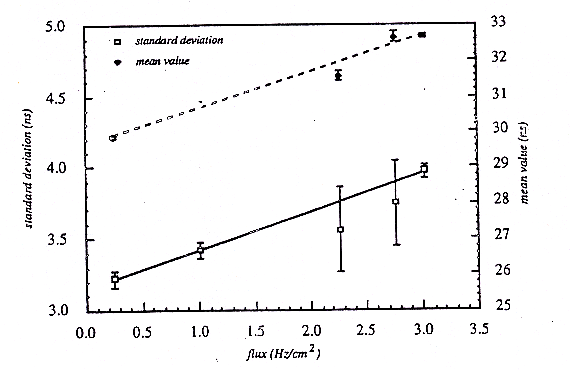 5.0
4.5
4.0
3.5
3.0
standard deviation (ns)
standard deviation
mean value
33
32
31
30
29
28
27
26
25
mean value (ns)
0.0 0.5 1.0 1.5 2.0 2.5 3.0 3.5
flux (Hz/cm²)